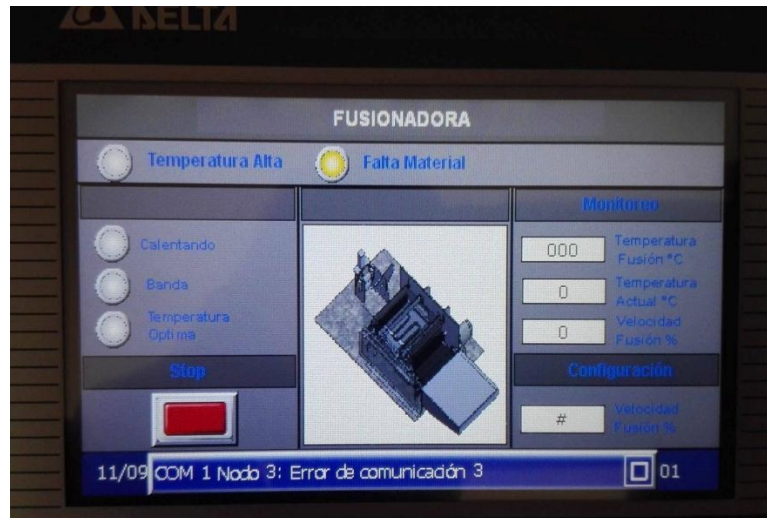 DELTA
FUSIONADORA
Temperatura Alta
Falta Material
Monitoreo
Calentando
Banda
Temperatura
Optima
000
Temperatura
Fusión °C
0
Temperatura
Actual °C
0
Velocidad
Fusión %
Stop
Configuración
#
Velocidad
Fusión %
11/09 COM 1 Nodo 3: Error de comunicación 3 01